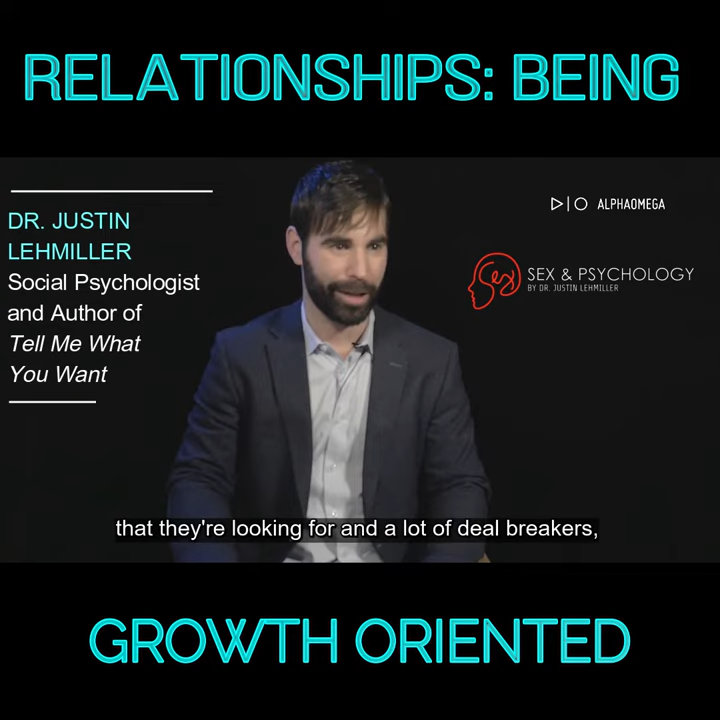 RELATIONSHIPS: BEING
DR. JUSTIN
LEHMILLER
Social Psychologist
and Author of
Tell Me What
You Want
ALPHAOMEGA
Sex
SEX & PSYCHOLOGY
BY DR. JUSTIN LEHMILLER
that they're looking for and a lot of deal breakers,
GROWTH ORIENTED